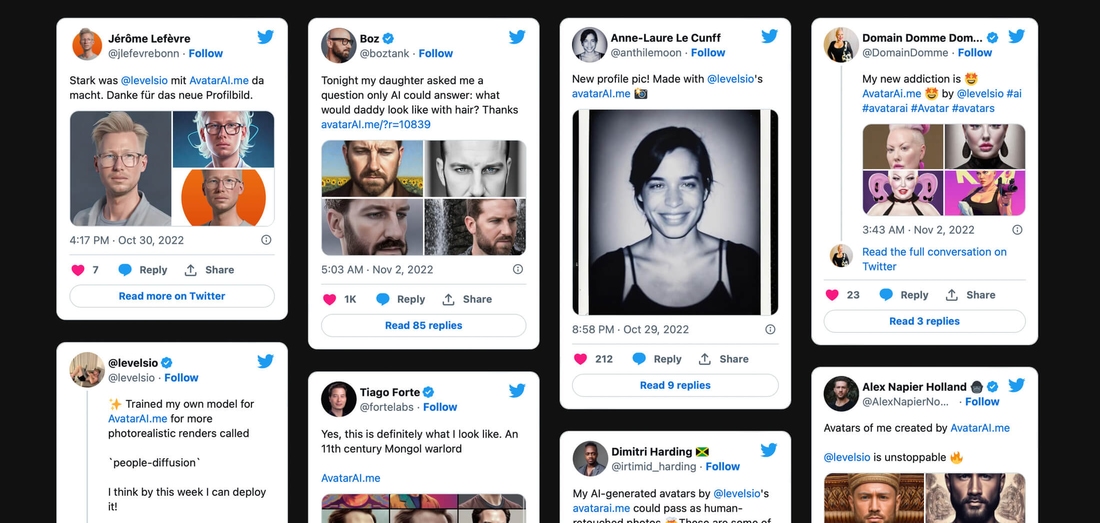 Jérôme Lefèvre
@jlefevrebonn · Follow
Stark was @levelsio mit AvatarAI.me da
macht. Danke für das neue Profilbild.
4:17 PM · Oct 30, 2022
7 Reply Share
Read more on Twitter
@levelsio
@levelsio · Follow
✨ Trained my own model for
AvatarAI.me for more
photorealistic renders called
`people-diffusion`
I think by this week I can deploy
it!
Boz
@boztank · Follow
Tonight my daughter asked me a
question only AI could answer: what
would daddy look like with hair? Thanks
avatarAI.me/?r=10839
5:03 AM · Nov 2, 2022
1K Reply Share
Read 85 replies
Tiago Forte
@fortelabs · Follow
Yes, this is definitely what I look like. An
11th century Mongol warlord
AvatarAI.me
Anne-Laure Le Cunff
@anthilemoon · Follow
New profile pic! Made with @levelsio's
avatarAI.me 📸
8:58 PM · Oct 29, 2022
212 Reply Share
Read 9 replies
Dimitri Harding 🇯🇲
@irtimid_harding · Follow
My AI-generated avatars by @levelsio's
avatarai.me could pass as human-
retouched photos. These are some of
Domain Domme Dom...
@DomainDomme · Follow
My new addiction is 🤩
AvatarAi.me 🤩 by @levelsio #ai
#avatarai #Avatar #avatars
3:43 AM · Nov 2, 2022
Read the full conversation on
Twitter
23 Reply Share
Read 3 replies
Alex Napier Holland
@AlexNapierNo... · Follow
Avatars of me created by AvatarAI.me
@levelsio is unstoppable 🔥